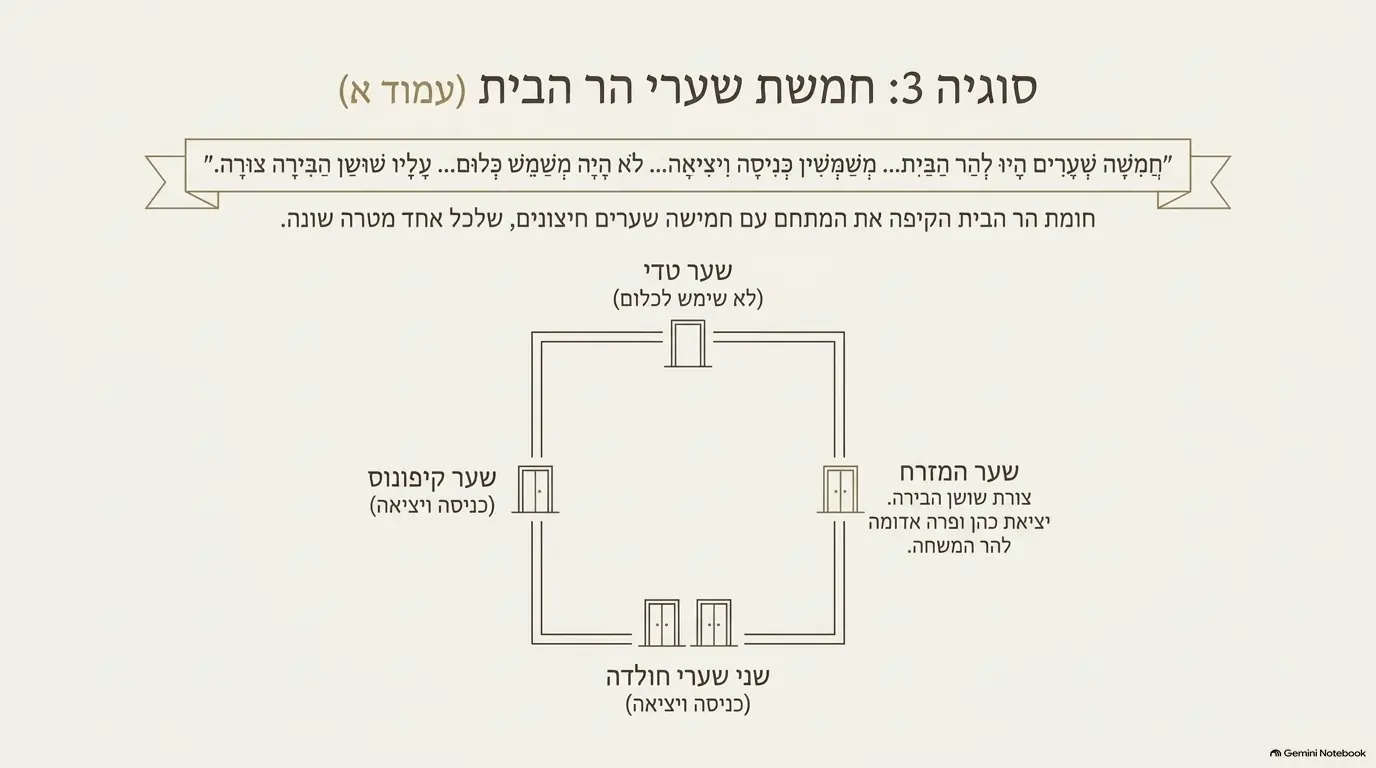 סוגיה 3: חמשת שערי הר הבית (עמוד א)
"חֲמִשָּׁה שְׁעָרִים הָיוּ לְהַר הַבַּיִת... מְשַׁמְּשִׁין כְּנִיסָה וִיצִיאָה... לֹא הָיָה מְשַׁמֵּשׁ כְּלוּם... עָלָיו שׁוּשַׁן הַבִּירָה צוּרָה."
חומת הר הבית הקיפה את המתחם עם חמישה שערים חיצונים, שלכל אחד מטרה שונה.
שער טדי
(לא שימש לכלום)
שער המזרח
צורת שושן הבירה.
יציאת כהן ופרה אדומה
להר המשחה.
שער קיפונוס
(כניסה ויציאה)
שני שערי חולדה
(כניסה ויציאה)
Gemini Notebook